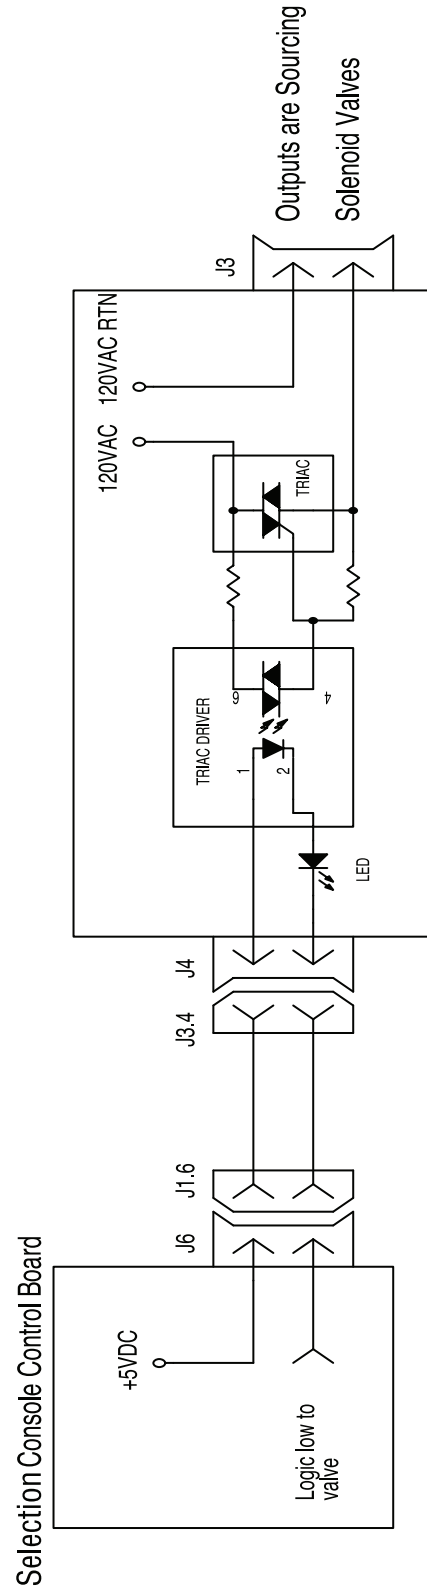 Selection Console Control Board
+5VDC
Logic low to
valve
J6
J1.6
J3.4
J4
LED
TRIAC DRIVER
1
2
6
4
TRIAC
120VAC
120VAC RTN
J3
Outputs are Sourcing
Solenoid Valves